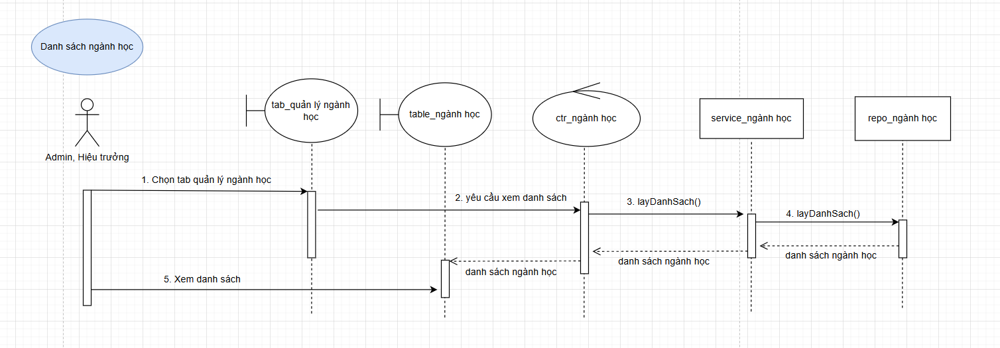 Danh sách ngành học
tab_quản lý ngành
học
table_ngành học
ctr_ngành học
service_ngành học
repo_ngành học
Admin, Hiệu trưởng
1. Chọn tab quản lý ngành học
2. yêu cầu xem danh sách
3. layDanhSach()
4. layDanhSach()
danh sách ngành học
danh sách ngành học
danh sách ngành học
5. Xem danh sách